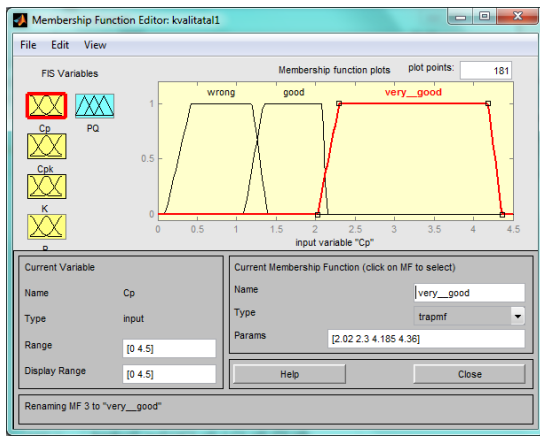 Membership Function Editor: kvalitatal1
File Edit View
FIS Variables
Membership function plots
plot points:
181
Cp
PQ
Cpk
K
wrong
good
very__good
1
0.5
0
0 0.5 1 1.5 2 2.5 3 3.5 4 4.5
input variable "Cp"
Current Variable
Name Cp
Type input
Range [0 4.5]
Display Range [0 4.5]
Current Membership Function (click on MF to select)
Name very__good
Type trapmf
Params [2.02 2.3 4.185 4.36]
Help
Close
Renaming MF 3 to "very__good"